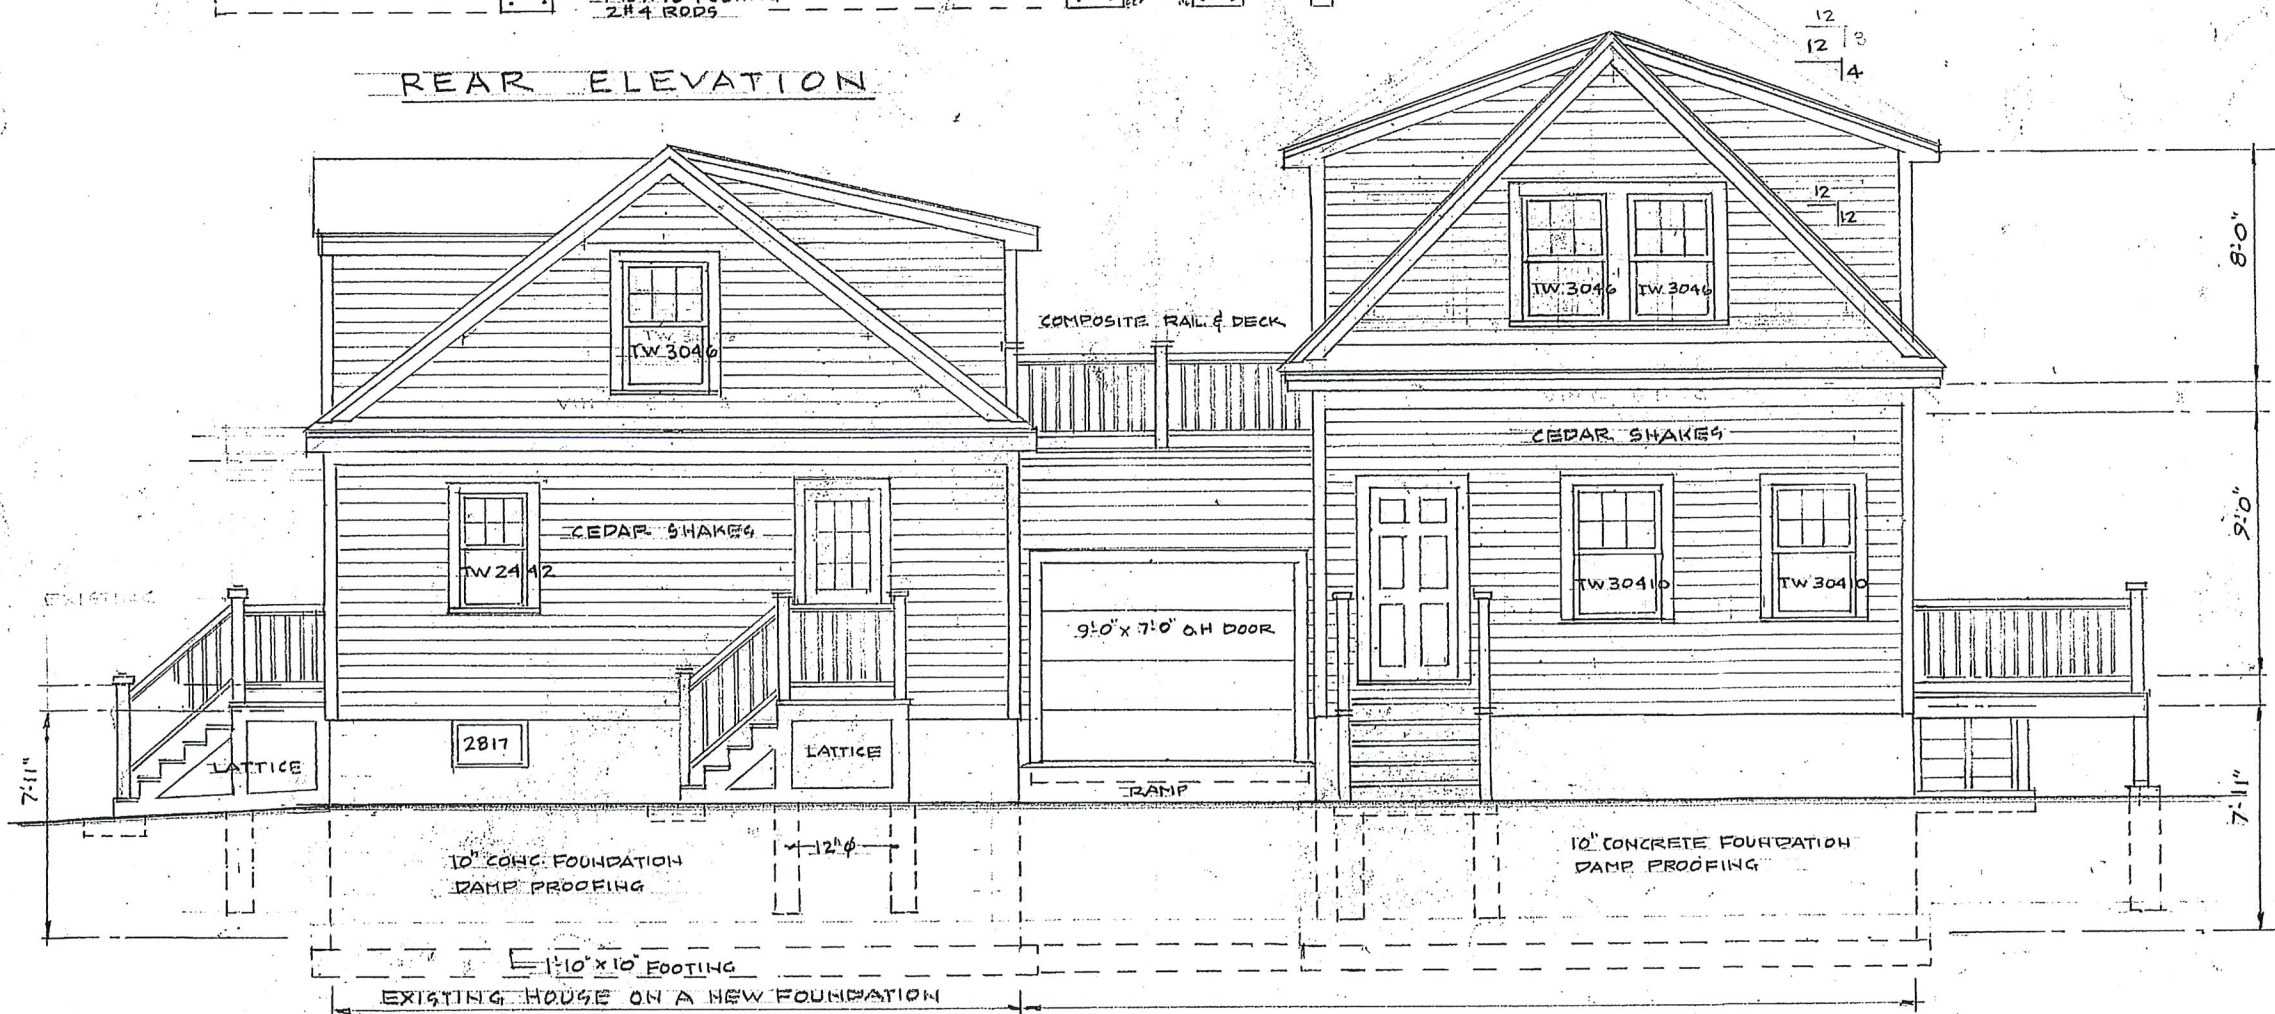 2#4 RODS
REAR ELEVATION
12
12 3
4
12
12
8'-0"
TW 3046
TW 3046 TW 3046
COMPOSITE RAIL & DECK
CEDAR SHAKES
CEDAR SHAKES
TW 2442
TW 30410 TW 30410
9'-0"
EXISTING
9'-0" x 7'-0" O.H DOOR
2817
LATTICE
LATTICE
RAMP
7'-11"
7'-11"
12"ϕ
10" CONC. FOUNDATION
DAMP PROOFING
10" CONCRETE FOUNDATION
DAMP PROOFING
1'-10" x 10" FOOTING
EXISTING HOUSE ON A NEW FOUNDATION